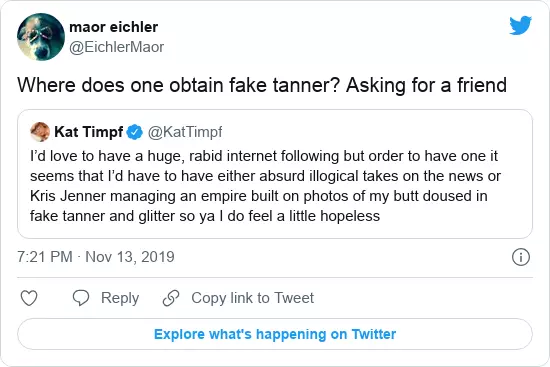 maor eichler
@EichlerMaor
Where does one obtain fake tanner? Asking for a friend
Kat Timpf @KatTimpf
I'd love to have a huge, rabid internet following but order to have one it
seems that I'd have to have either absurd illogical takes on the news or
Kris Jenner managing an empire built on photos of my butt doused in
fake tanner and glitter so ya I do feel a little hopeless
7:21 PM · Nov 13, 2019
Reply Copy link to Tweet
Explore what's happening on Twitter